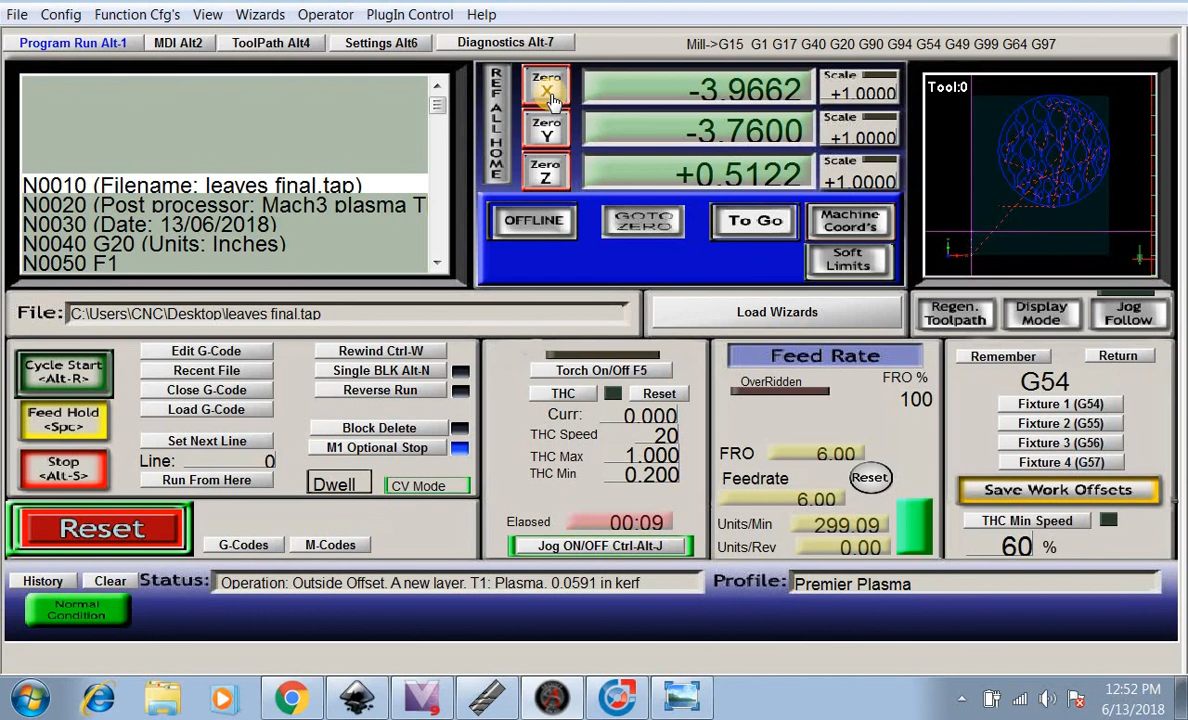 File Config Function Cfg's View Wizards Operator PlugIn Control Help
Program Run Alt-1 MDI Alt2 ToolPath Alt4 Settings Alt6 Diagnostics Alt-7 Mill->G15 G1 G17 G40 G20 G90 G94 G54 G49 G99 G64 G97
N0010 (Filename: leaves final.tap)
N0020 (Post processor: Mach3 plasma T
N0030 (Date: 13/06/2018)
N0040 G20 (Units: Inches)
N0050 F1
REF ALL HOME
Zero X -3.9662 Scale +1.0000
Zero Y -3.7600 Scale +1.0000
Zero Z +0.5122 Scale +1.0000
OFFLINE GOTO ZERO To Go Machine Coord's
Soft Limits
Tool:0
File: C:\Users\CNC\Desktop\leaves final.tap
Load Wizards
Regen. Toolpath Display Mode Jog Follow
Cycle Start <Alt-R>
Feed Hold <Spc>
Stop <Alt-S>
Edit G-Code
Recent File
Close G-Code
Load G-Code
Set Next Line
Line: 0
Run From Here
Rewind Ctrl-W
Single BLK Alt-N
Reverse Run
Block Delete
M1 Optional Stop
Dwell CV Mode
Reset
G-Codes M-Codes
Torch On/Off F5
THC Reset
Curr: 0.000
THC Speed 20
THC Max 1.000
THC Min 0.200
Elapsed 00:09
Jog ON/OFF Ctrl-Alt-J
Feed Rate
OverRidden FRO %
100
FRO 6.00
Feedrate Reset
6.00
Units/Min 299.09
Units/Rev 0.00
Remember Return
G54
Fixture 1 (G54)
Fixture 2 (G55)
Fixture 3 (G56)
Fixture 4 (G57)
Save Work Offsets
THC Min Speed
60 %
History Clear Status: Operation: Outside Offset. A new layer. T1: Plasma. 0.0591 in kerf Profile: Premier Plasma
Normal Condition
12:52 PM
6/13/2018